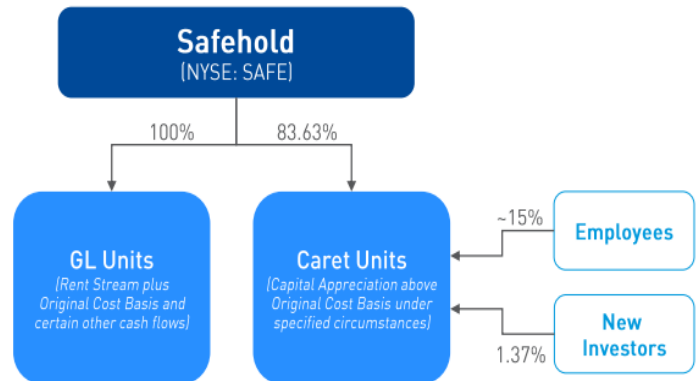 Safehold
(NYSE: SAFE)
100%
83.63%
GL Units
(Rent Stream plus
Original Cost Basis and
certain other cash flows)
Caret Units
(Capital Appreciation above
Original Cost Basis under
specified circumstances)
~15%
Employees
New
Investors
1.37%